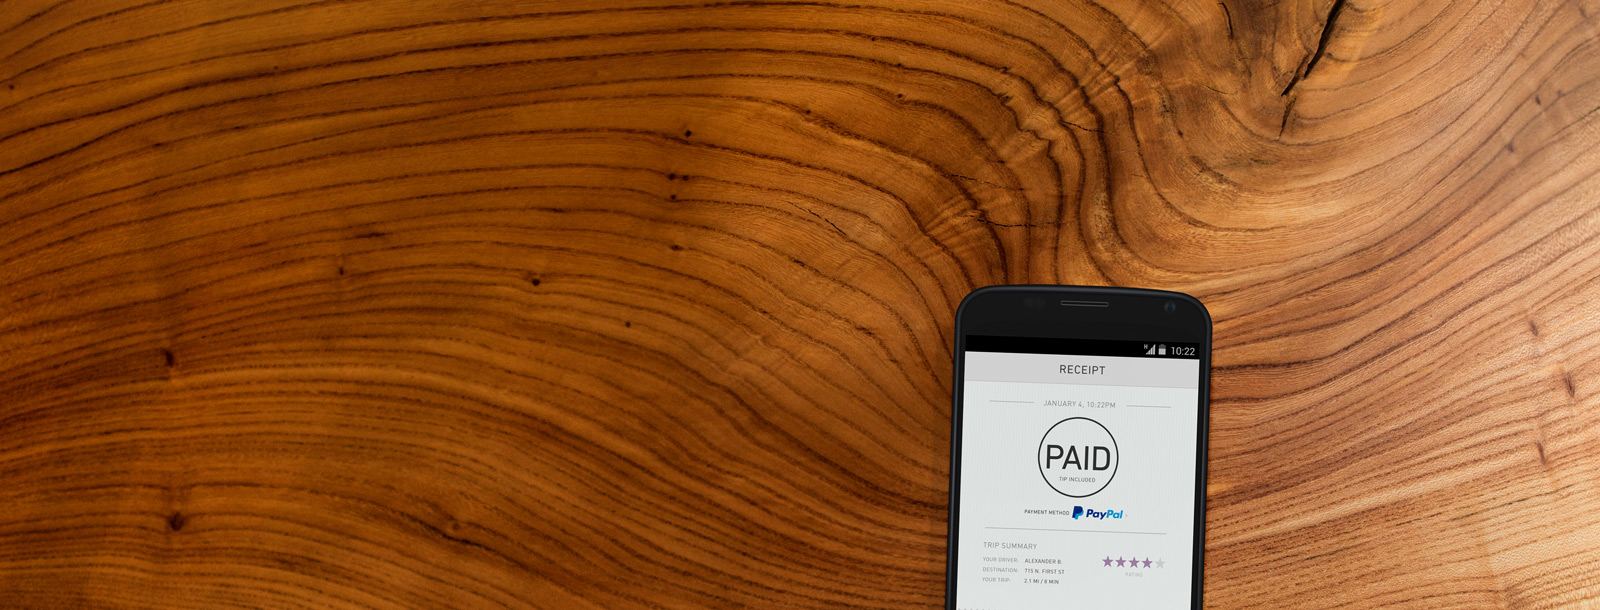 H 10:22
RECEIPT
JANUARY 4, 10:22PM
PAID
TIP INCLUDED
PAYMENT METHOD PayPal
TRIP SUMMARY
YOUR DRIVER: ALEXANDER B.
DESTINATION: 715 N. FIRST ST
YOUR TRIP: 2.1 MI / 8 MIN
RATING